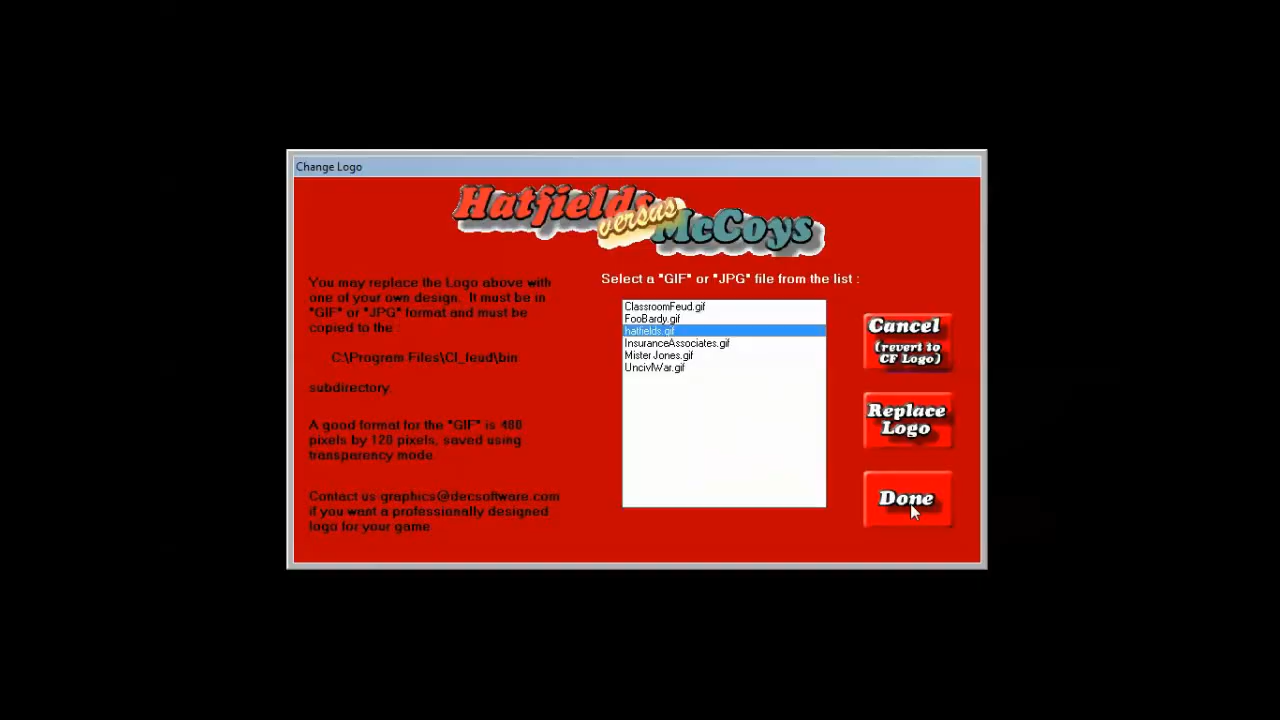 Change Logo
Hatfields
versus
McCoys
You may replace the Logo above with
one of your own design. It must be in
"GIF" or "JPG" format and must be
copied to the :
C:\Program Files\Cl_feud\bin
subdirectory.
A good format for the "GIF" is 480
pixels by 120 pixels, saved using
transparency mode.
Contact us graphics@decsoftware.com
if you want a professionally designed
logo for your game
Select a "GIF" or "JPG" file from the list :
ClassroomFeud.gif
FooBardy.gif
hatfields.gif
InsuranceAssociates.gif
MisterJones.gif
UncivlWar.gif
Cancel
(revert to
CF Logo)
Replace
Logo
Done